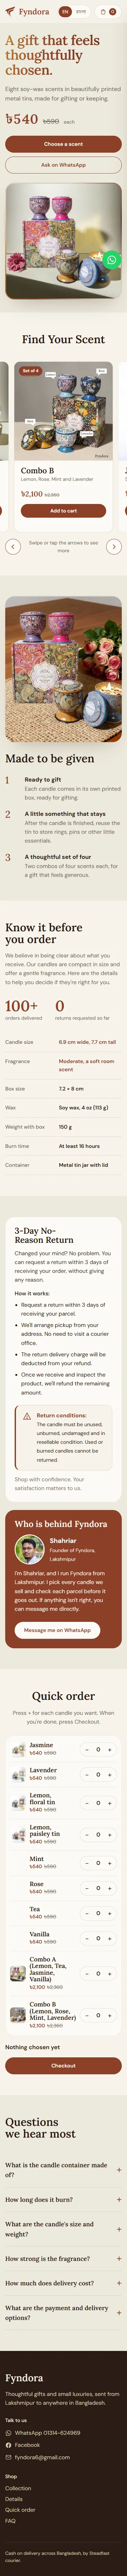 Fyndora
EN
বাংলা
0
A gift that feels
thoughtfully
chosen.
Eight soy-wax scents in beautifully printed
metal tins, made for gifting or keeping.
৳540 ৳590 each
Choose a scent
Ask on WhatsApp
Find Your Scent
Set of 4
Combo B
Lemon, Rose, Mint and Lavender
৳2,100 ৳2,360
Add to cart
Swipe or tap the arrows to see
more
Made to be given
1
Ready to gift
Each candle comes in its own printed
box, ready for gifting.
2
A little something that stays
After the candle is finished, reuse the
tin to store rings, pins or other little
essentials.
3
A thoughtful set of four
Two combos of four scents each, for
a gift that feels generous.
Know it before
you order
We believe in being clear about what
you receive. Our candles are compact in size and
offer a gentle fragrance. Here are the details
to help you decide if they're right for you.
100+
orders delivered
0
returns requested so far
Candle size
6.9 cm wide, 7.7 cm tall
Fragrance
Moderate, a soft room
scent
Box size
7.2 × 8 cm
Wax
Soy wax, 4 oz (113 g)
Weight with box
150 g
Burn time
At least 16 hours
Container
Metal tin jar with lid
3-Day No-
Reason Return
Changed your mind? No problem. You
can request a return within 3 days of
receiving your order, without giving
any reason.
How it works:
Request a return within 3 days of
receiving your parcel.
We'll arrange pickup from your
address. No need to visit a courier
office.
The return delivery charge will be
deducted from your refund.
Once we receive and inspect the
product, we'll refund the remaining
amount.
Return conditions:
The candle must be unused,
unburned, undamaged and in
resellable condition. Used or
burned candles cannot be
returned.
Shop with confidence. Your
satisfaction matters to us.
Who is behind Fyndora
Shahriar
Founder of Fyndora,
Lakshmipur
I'm Shahriar, and I run Fyndora from
Lakshmipur. I pick every candle we
sell and check each parcel before it
goes out. If anything isn't right, you
can message me directly.
Message me on WhatsApp
Quick order
Press + for each candle you want. When
you're done, press Checkout.
Jasmine
৳540 ৳590
− 0 +
Lavender
৳540 ৳590
− 0 +
Lemon,
floral tin
৳540 ৳590
− 0 +
Lemon,
paisley tin
৳540 ৳590
− 0 +
Mint
৳540 ৳590
− 0 +
Rose
৳540 ৳590
− 0 +
Tea
৳540 ৳590
− 0 +
Vanilla
৳540 ৳590
− 0 +
Combo A
(Lemon, Tea,
Jasmine,
Vanilla)
৳2,100 ৳2,360
− 0 +
Combo B
(Lemon, Rose,
Mint, Lavender)
৳2,100 ৳2,360
− 0 +
Nothing chosen yet
Checkout
Questions
we hear most
What is the candle container made
of?
How long does it burn?
What are the candle's size and
weight?
How strong is the fragrance?
How much does delivery cost?
What are the payment and delivery
options?
Fyndora
Thoughtful gifts and small luxuries, sent from
Lakshmipur to anywhere in Bangladesh.
Talk to us
WhatsApp 01314-624969
Facebook
fyndora6@gmail.com
Shop
Collection
Details
Quick order
FAQ
Cash on delivery across Bangladesh, by Steadfast
courier.